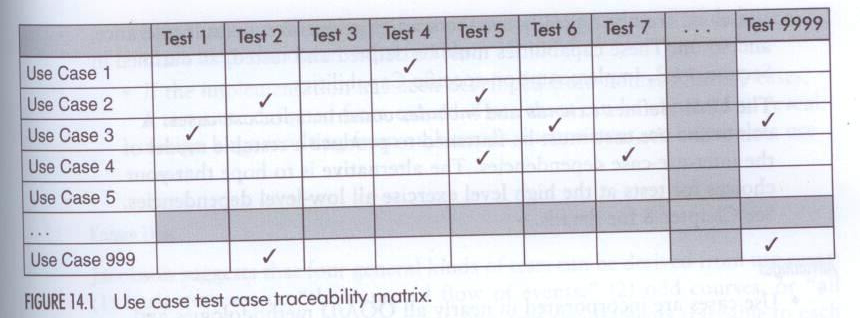 Test 1 Test 2 Test 3 Test 4 Test 5 Test 6 Test 7 . . . Test 9999
Use Case 1 ✓
Use Case 2 ✓ ✓
Use Case 3 ✓ ✓ ✓
Use Case 4 ✓ ✓
Use Case 5
. . .
Use Case 999 ✓ ✓
FIGURE 14.1 Use case test case traceability matrix.